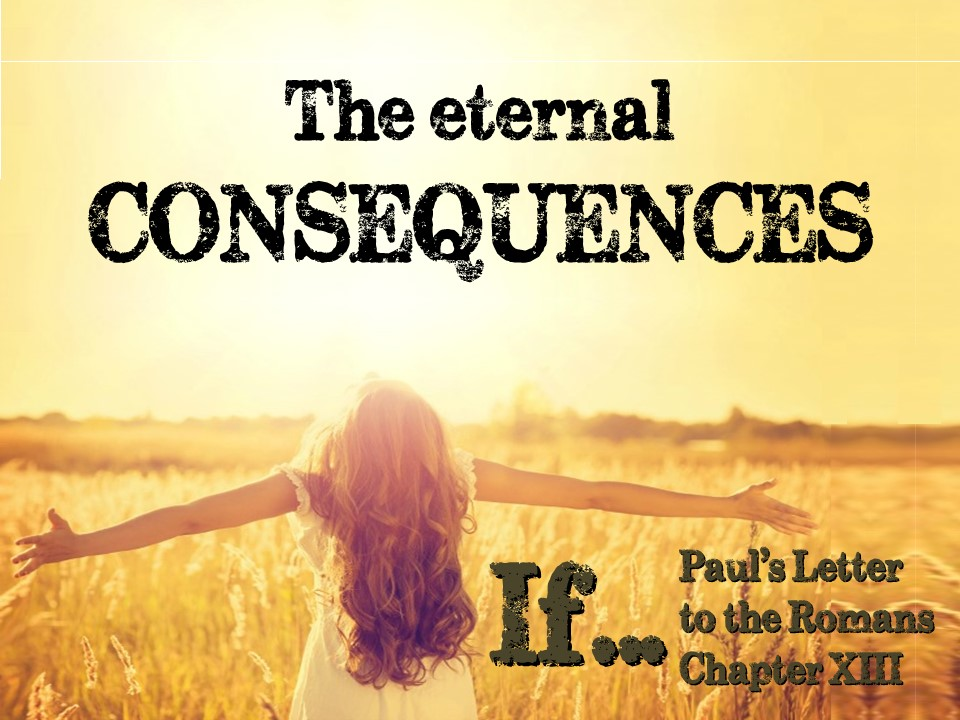 The eternal
CONSEQUENCES
If...
Paul's Letter
to the Romans
Chapter XIII